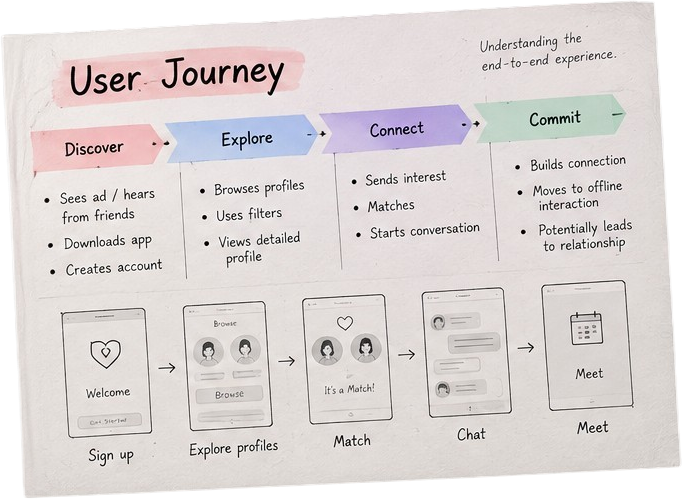 User Journey
Understanding the
end-to-end experience.
Discover
Explore
Connect
Commit
• Sees ad / hears
from friends
• Downloads app
• Creates account
• Browses profiles
• Uses filters
• Views detailed
profile
• Sends interest
• Matches
• Starts conversation
• Builds connection
• Moves to offline
interaction
• Potentially leads
to relationship
Welcome
Get Started
Browse
Browse
It's a Match!
Meet
Sign up
Explore profiles
Match
Chat
Meet